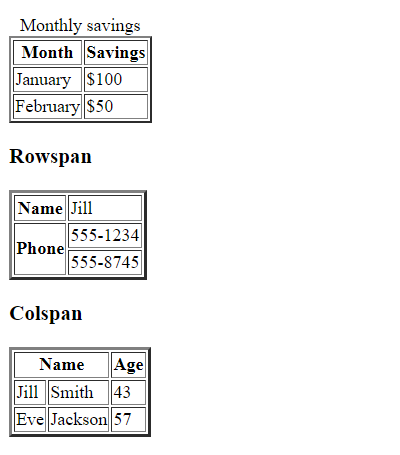 Monthly savings
Month Savings
January $100
February $50
Rowspan
Name Jill
Phone 555-1234
555-8745
Colspan
Name Age
Jill Smith 43
Eve Jackson 57